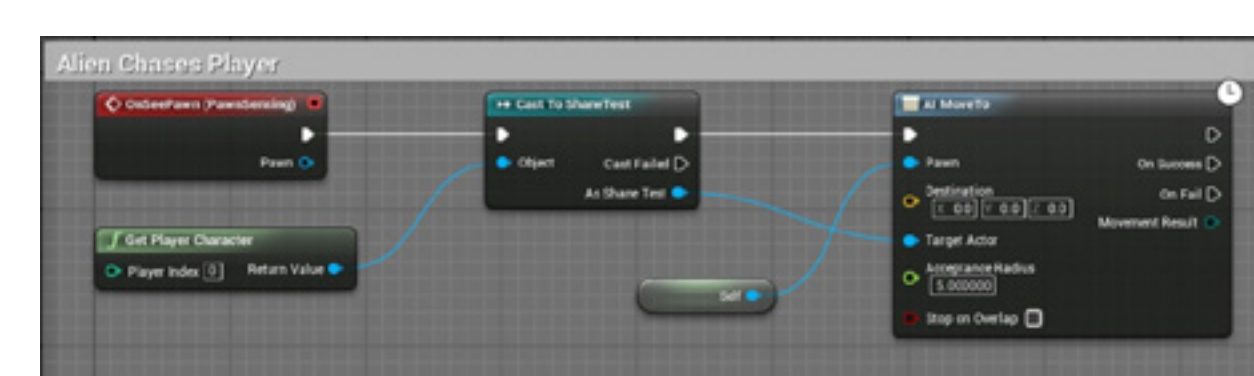 Alien Chases Player
OnSeePawn (PawnSensing)
Pawn
Get Player Character
Player Index 0
Return Value
Cast To ShareTest
Object
Cast Failed
As Share Test
Self
AI MoveTo
Pawn
On Success
Destination
X 0.0 Y 0.0 Z 0.0
On Fail
Movement Result
Target Actor
Acceptance Radius
5.000000
Stop on Overlap